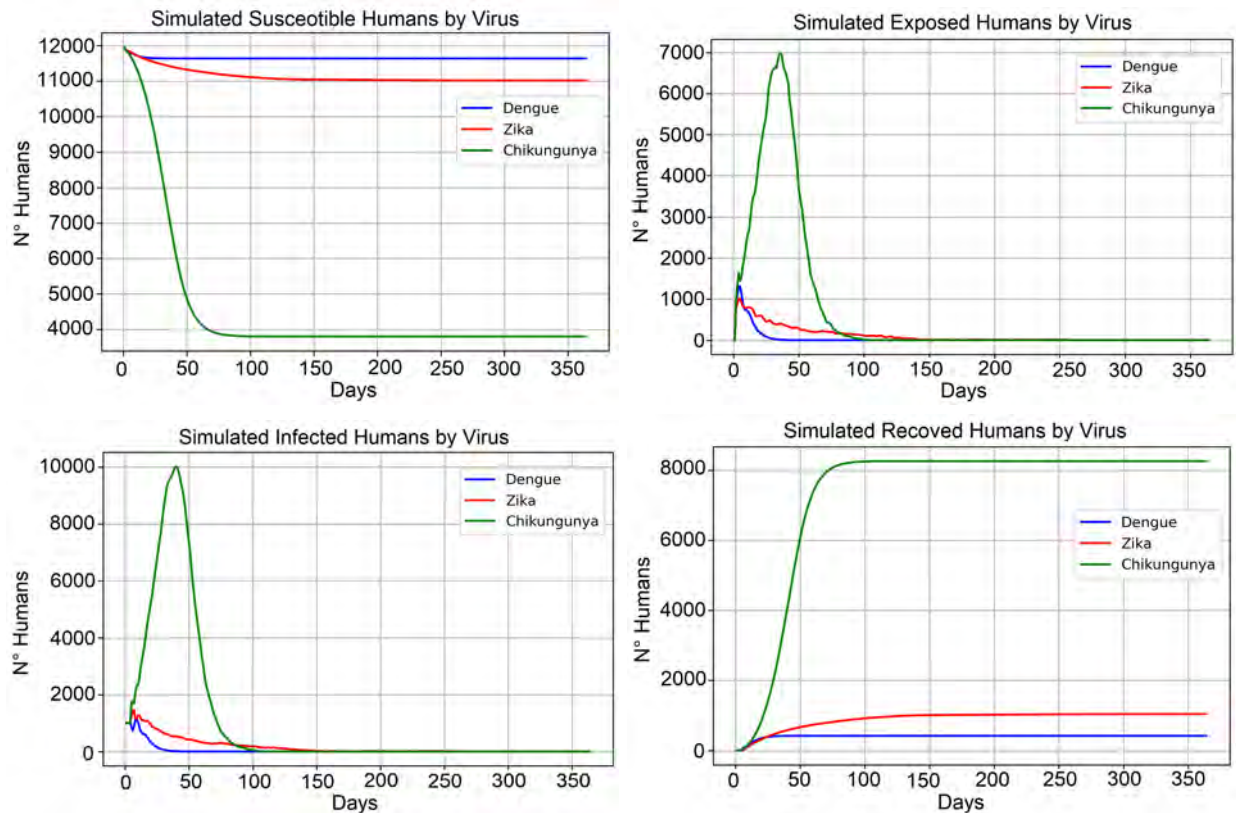 Simulated Susceotible Humans by Virus
12000
11000
10000
9000
8000
7000
6000
5000
4000
N° Humans
Dengue
Zika
Chikungunya
0 50 100 150 200 250 300 350
Days
Simulated Exposed Humans by Virus
7000
6000
5000
4000
3000
2000
1000
0
N° Humans
Dengue
Zika
Chikungunya
0 50 100 150 200 250 300 350
Days
Simulated Infected Humans by Virus
10000
8000
6000
4000
2000
0
N° Humans
Dengue
Zika
Chikungunya
0 50 100 150 200 250 300 350
Days
Simulated Recoved Humans by Virus
8000
6000
4000
2000
0
N° Humans
Dengue
Zika
Chikungunya
0 50 100 150 200 250 300 350
Days